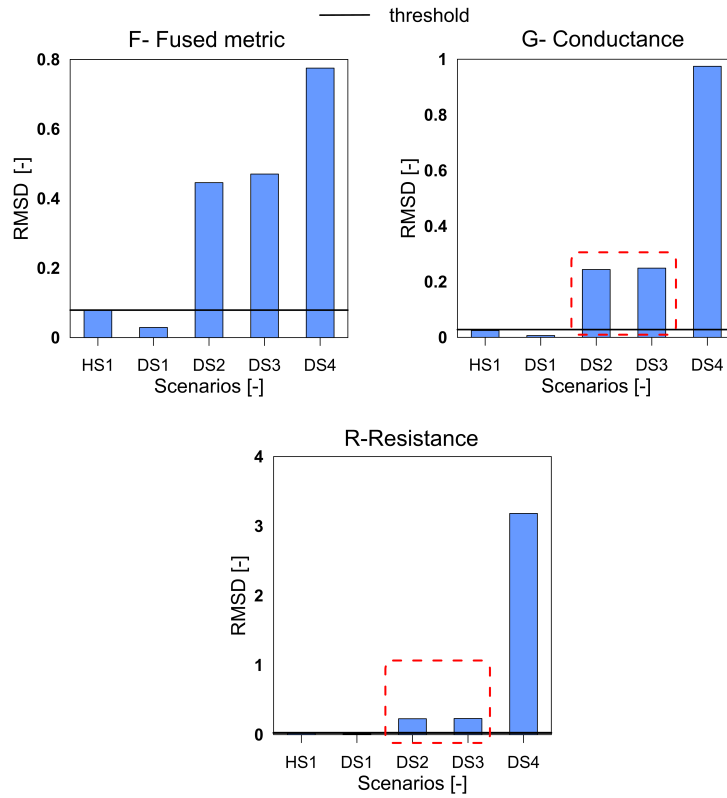 threshold
F- Fused metric
0.8
0.6
0.4
0.2
0
RMSD [-]
HS1 DS1 DS2 DS3 DS4
Scenarios [-]
G- Conductance
1
0.8
0.6
0.4
0.2
0
RMSD [-]
HS1 DS1 DS2 DS3 DS4
Scenarios [-]
R-Resistance
4
3
2
1
0
RMSD [-]
HS1 DS1 DS2 DS3 DS4
Scenarios [-]